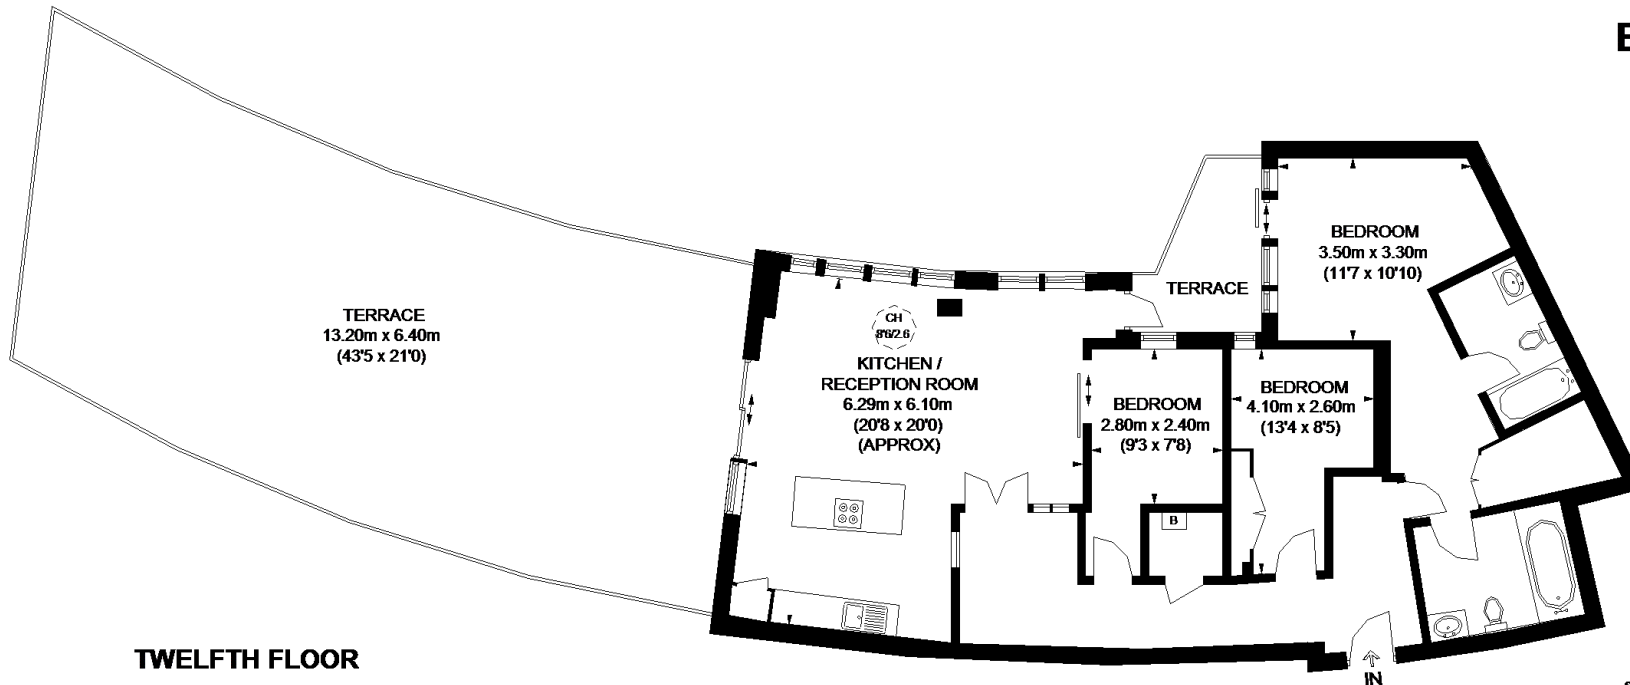 TERRACE
13.20m x 6.40m
(43'5 x 21'0)
CH
8'6/2.6
KITCHEN /
RECEPTION ROOM
6.29m x 6.10m
(20'8 x 20'0)
(APPROX)
TERRACE
BEDROOM
3.50m x 3.30m
(11'7 x 10'10)
BEDROOM
2.80m x 2.40m
(9'3 x 7'8)
BEDROOM
4.10m x 2.60m
(13'4 x 8'5)
B
IN
TWELFTH FLOOR